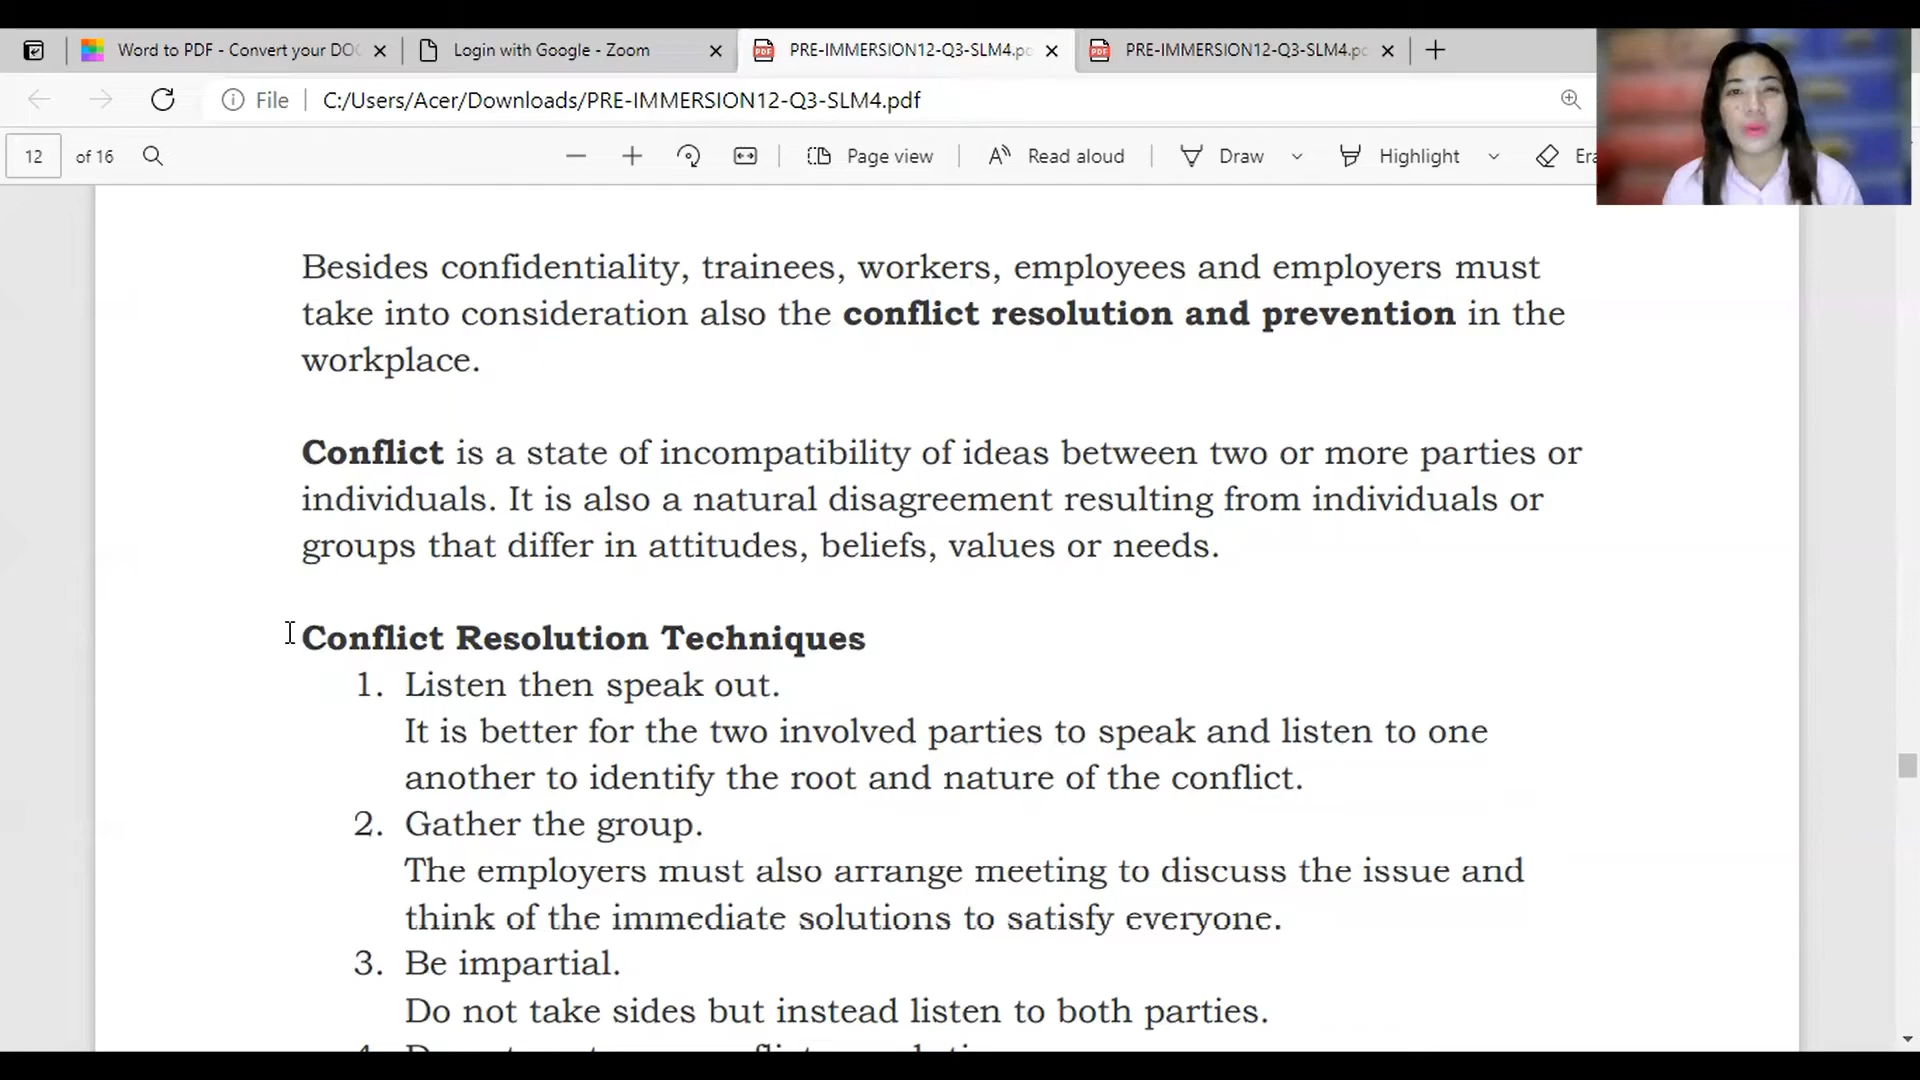 Word to PDF - Convert your DO
Login with Google - Zoom
PRE-IMMERSION12-Q3-SLM4.p
PRE-IMMERSION12-Q3-SLM4.p
File
C:/Users/Acer/Downloads/PRE-IMMERSION12-Q3-SLM4.pdf
12 of 16
Page view
Read aloud
Draw
Highlight
Besides confidentiality, trainees, workers, employees and employers must
take into consideration also the conflict resolution and prevention in the
workplace.
Conflict is a state of incompatibility of ideas between two or more parties or
individuals. It is also a natural disagreement resulting from individuals or
groups that differ in attitudes, beliefs, values or needs.
Conflict Resolution Techniques
1. Listen then speak out.
It is better for the two involved parties to speak and listen to one
another to identify the root and nature of the conflict.
2. Gather the group.
The employers must also arrange meeting to discuss the issue and
think of the immediate solutions to satisfy everyone.
3. Be impartial.
Do not take sides but instead listen to both parties.